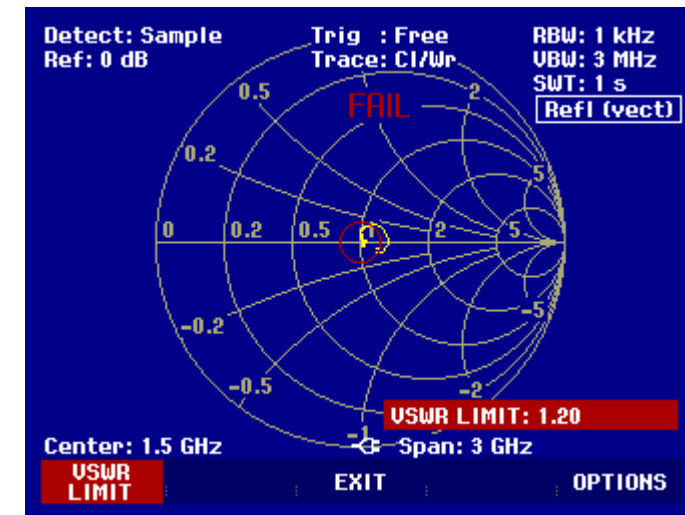 Detect: Sample Trig : Free RBW: 1 kHz
Ref: 0 dB Trace: Cl/Wr VBW: 3 MHz
SWT: 1 s
0.5 2
FAIL Refl (vect)
0.2 5
0 0.2 0.5 1 2 5
-0.2 -5
-0.5 -2
VSWR LIMIT: 1.20
-1
Center: 1.5 GHz Span: 3 GHz
VSWR
LIMIT EXIT OPTIONS